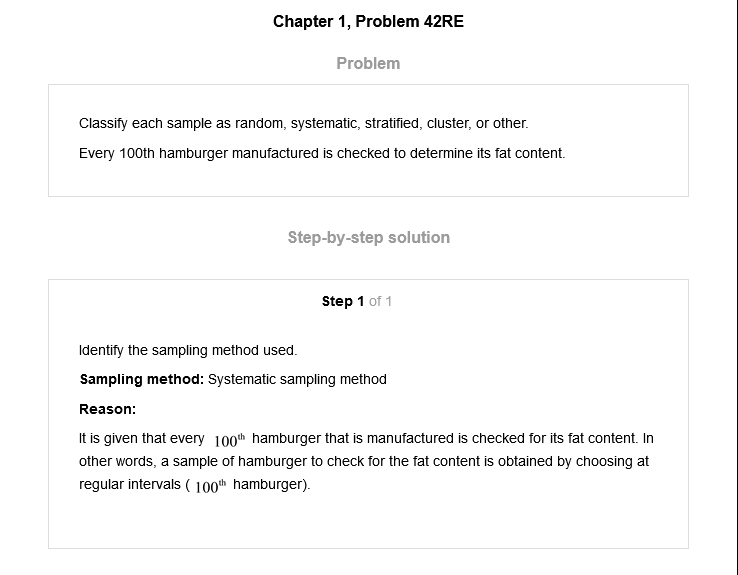 Chapter 1, Problem 42RE
Problem
Classify each sample as random, systematic, stratified, cluster, or other.
Every 100th hamburger manufactured is checked to determine its fat content.
Step-by-step solution
Step 1 of 1
Identify the sampling method used.
Sampling method: Systematic sampling method
Reason:
It is given that every 100th hamburger that is manufactured is checked for its fat content. In
other words, a sample of hamburger to check for the fat content is obtained by choosing at
regular intervals ( 100th hamburger).